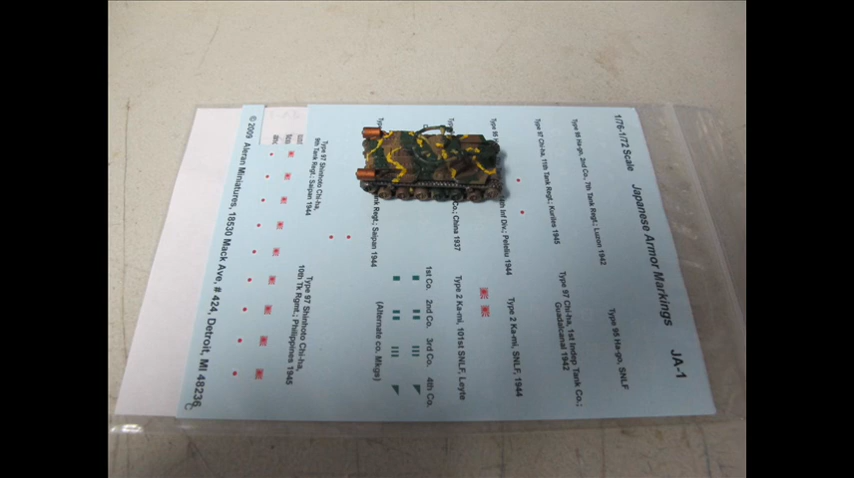 1/76-1/72 Scale
Japanese Armor Markings
JA-1
Type 95 Ha-go, 2nd Co., 7th Tank Regt.; Luzon 1942
Type 95 Ha-go, SNLF
Type 97 Chi-ha, 11th Tank Regt.; Kuriles 1945
Type 97 Chi-ha, 1st Indep Tank Co.;
Guadalcanal 1942
Inf Div.; Peleliu 1944
Type 2 Ka-mi, SNLF, 1944
Co.; China 1937
Type 2 Ka-mi, 101st SNLF, Leyte
1st Co. 2nd Co. 3rd Co. 4th Co.
Regt.; Saipan 1944
(Alternate co. Mkgs)
Type 97 Shinhoto Chi-ha,
9th Tank Regt.; Saipan 1944
Type 97 Shinhoto Chi-ha,
10th Tk Rgmt.; Philippines 1945
© 2009 Aleran Miniatures, 18530 Mack Ave, # 424, Detroit, MI 48236